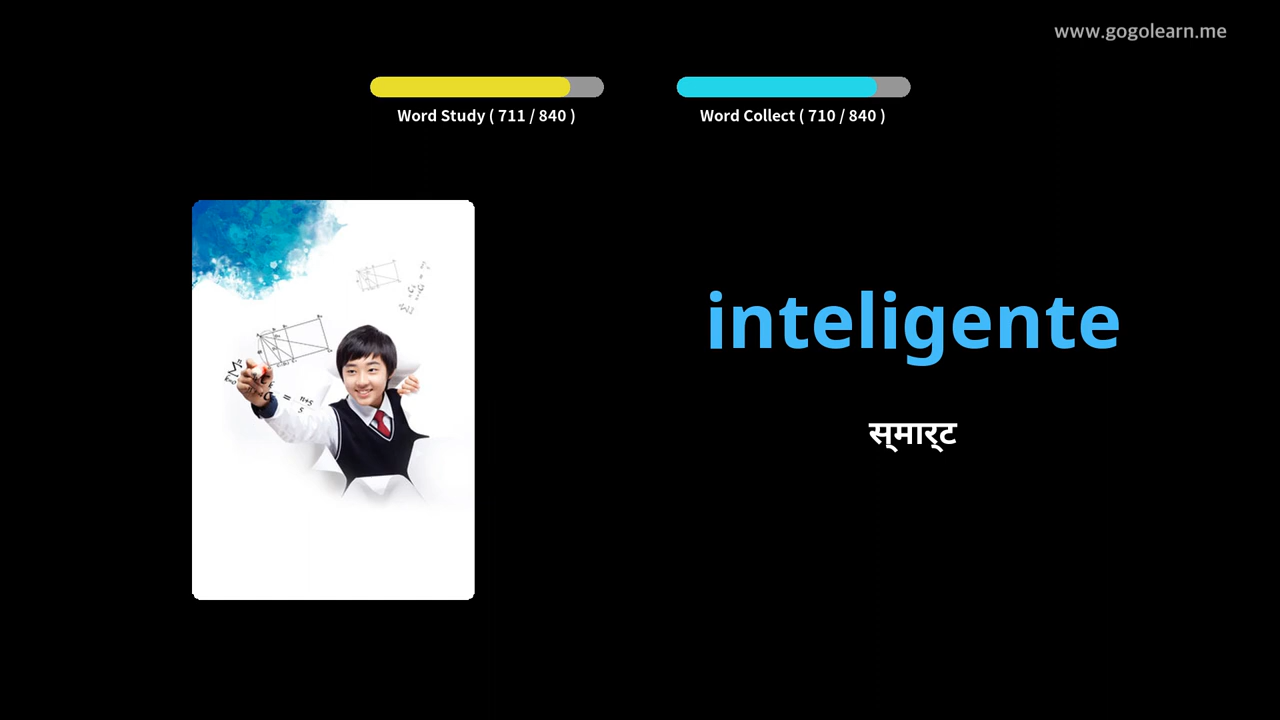 www.gogolearn.me
Word Study ( 711 / 840 )
Word Collect ( 710 / 840 )
inteligente
स्‌मार्‌ट